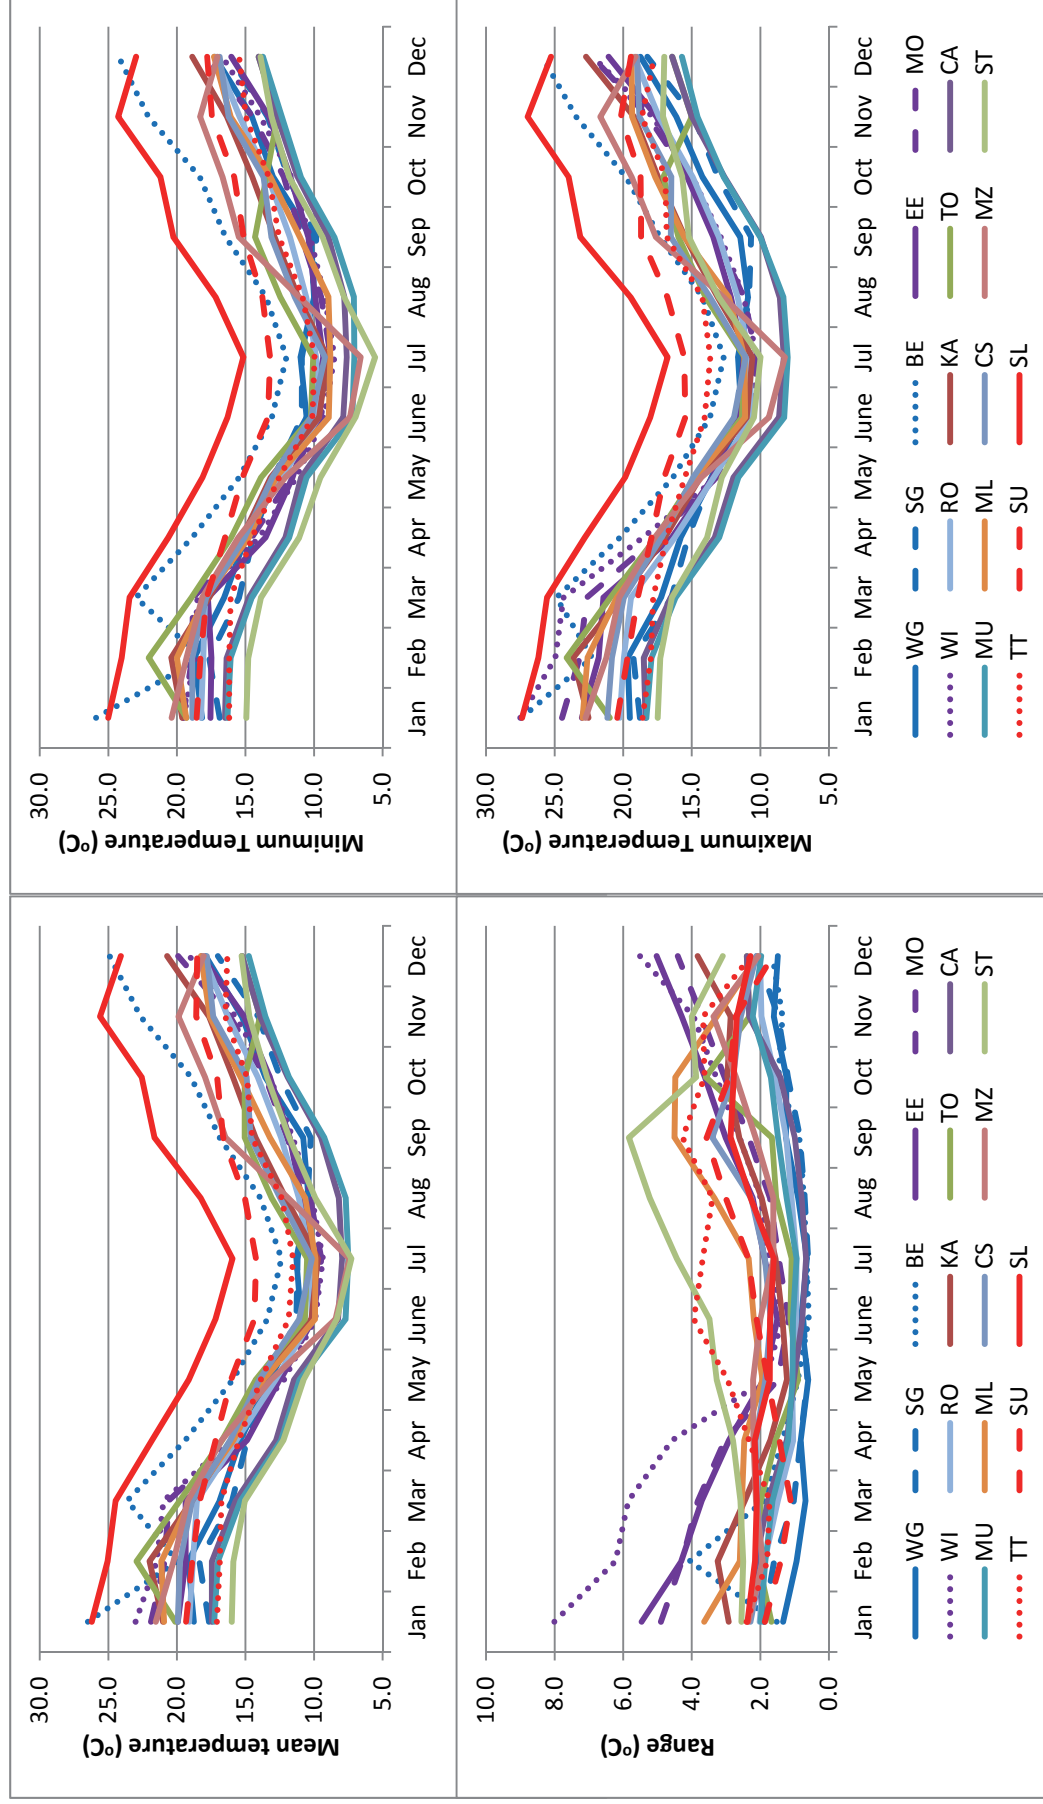 Mean temperature (°C)
30.0
25.0
20.0
15.0
10.0
5.0
Jan Feb Mar Apr May June Jul Aug Sep Oct Nov Dec
Minimum Temperature (°C)
30.0
25.0
20.0
15.0
10.0
5.0
Jan Feb Mar Apr May June Jul Aug Sep Oct Nov Dec
Range (°C)
10.0
8.0
6.0
4.0
2.0
0.0
Jan Feb Mar Apr May June Jul Aug Sep Oct Nov Dec
WG SG BE EE MO
WI RO KA TO CA
MU ML CS MZ ST
TT SU SL
Maximum Temperature (°C)
30.0
25.0
20.0
15.0
10.0
5.0
Jan Feb Mar Apr May June Jul Aug Sep Oct Nov Dec
WG SG BE EE MO
WI RO KA TO CA
MU ML CS MZ ST
TT SU SL